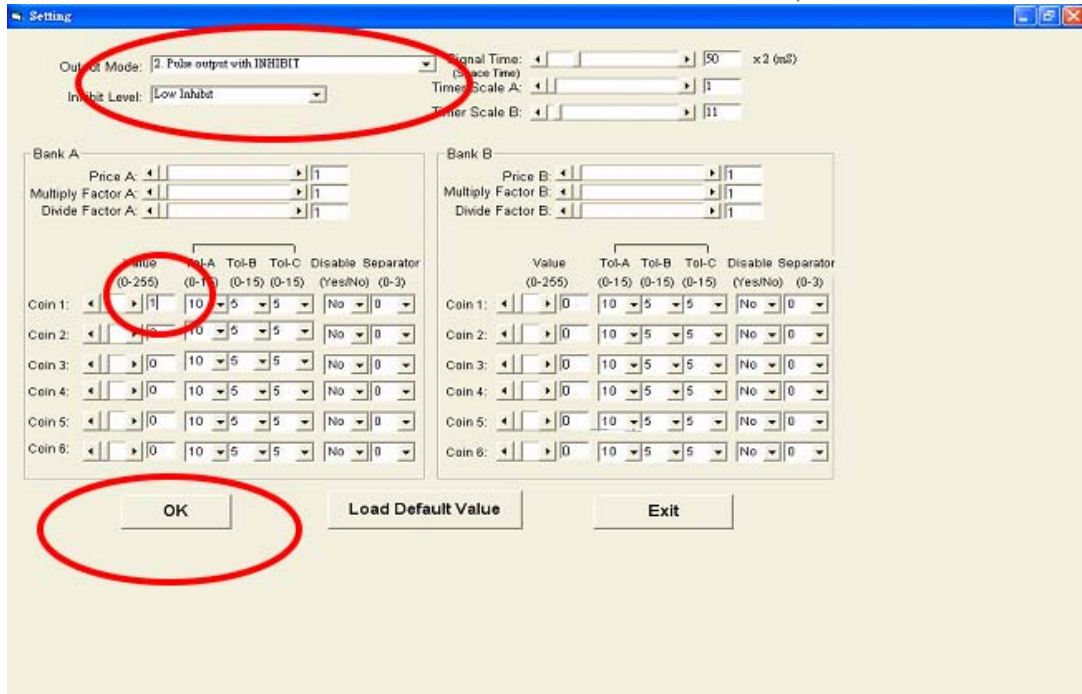 Setting
Output Mode: 2. Pulse output with INHIBIT
Inhibit Level: Low Inhibit
Signal Time: 50 x 2 (mS)
(Space Time)
Timer Scale A: 1
Timer Scale B: 11
Bank A
Price A: 1
Multiply Factor A: 1
Divide Factor A: 1
Value Tol-A Tol-B Tol-C Disable Separator
(0-255) (0-15) (0-15) (0-15) (Yes/No) (0-3)
Coin 1: 1 10 5 5 No 0
Coin 2: 0 10 5 5 No 0
Coin 3: 0 10 5 5 No 0
Coin 4: 0 10 5 5 No 0
Coin 5: 0 10 5 5 No 0
Coin 6: 0 10 5 5 No 0
Bank B
Price B: 1
Multiply Factor B: 1
Divide Factor B: 1
Value Tol-A Tol-B Tol-C Disable Separator
(0-255) (0-15) (0-15) (0-15) (Yes/No) (0-3)
Coin 1: 0 10 5 5 No 0
Coin 2: 0 10 5 5 No 0
Coin 3: 0 10 5 5 No 0
Coin 4: 0 10 5 5 No 0
Coin 5: 0 10 5 5 No 0
Coin 6: 0 10 5 5 No 0
OK
Load Default Value
Exit